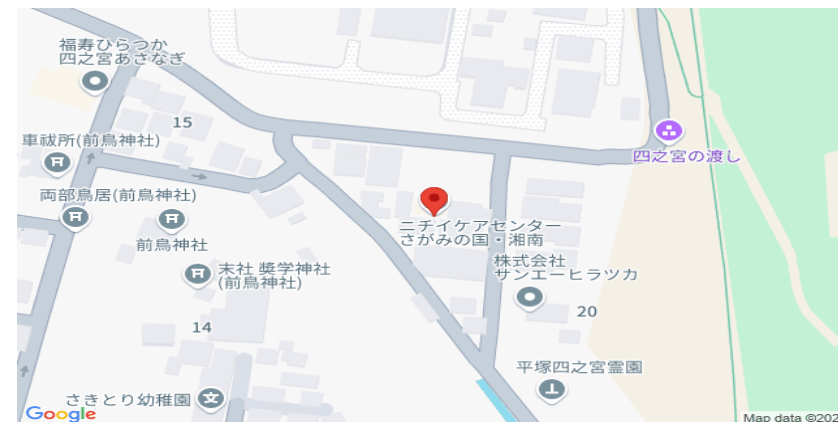 福寿ひらつか
四之宮あさなぎ
15
車祓所(前鳥神社)
四之宮の渡し
両部鳥居(前鳥神社)
前鳥神社
ニチイケアセンター
さがみの国・湘南
末社 奨学神社
(前鳥神社)
株式会社
サンエーヒラツカ
20
14
平塚四之宮霊園
さきとり幼稚園
文
Google
Map data ©202